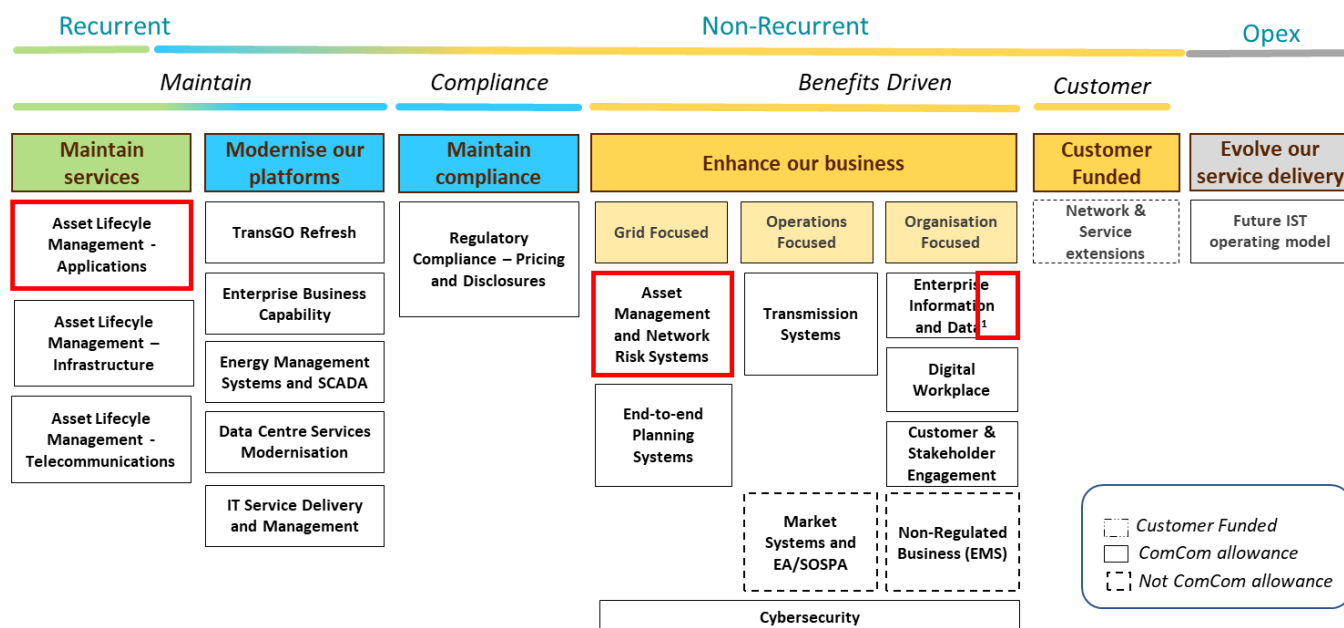 Recurrent
Non-Recurrent
Opex
Maintain
Compliance
Benefits Driven
Customer
Maintain
services
Modernise our
platforms
Maintain
compliance
Enhance our business
Customer
Funded
Evolve our
service delivery
Asset Lifecyle
Management -
Applications
Asset Lifecyle
Management –
Infrastructure
Asset Lifecyle
Management -
Telecommunications
TransGO Refresh
Enterprise Business
Capability
Energy Management
Systems and SCADA
Data Centre Services
Modernisation
IT Service Delivery
and Management
Regulatory
Compliance – Pricing
and Disclosures
Grid Focused
Asset
Management
and Network
Risk Systems
End-to-end
Planning
Systems
Operations
Focused
Transmission
Systems
Market
Systems and
EA/SOSPA
Organisation
Focused
Enterprise
Information
and Data¹
Digital
Workplace
Customer &
Stakeholder
Engagement
Non-Regulated
Business (EMS)
Cybersecurity
Network &
Service
extensions
Future IST
operating model
Customer Funded
ComCom allowance
Not ComCom allowance